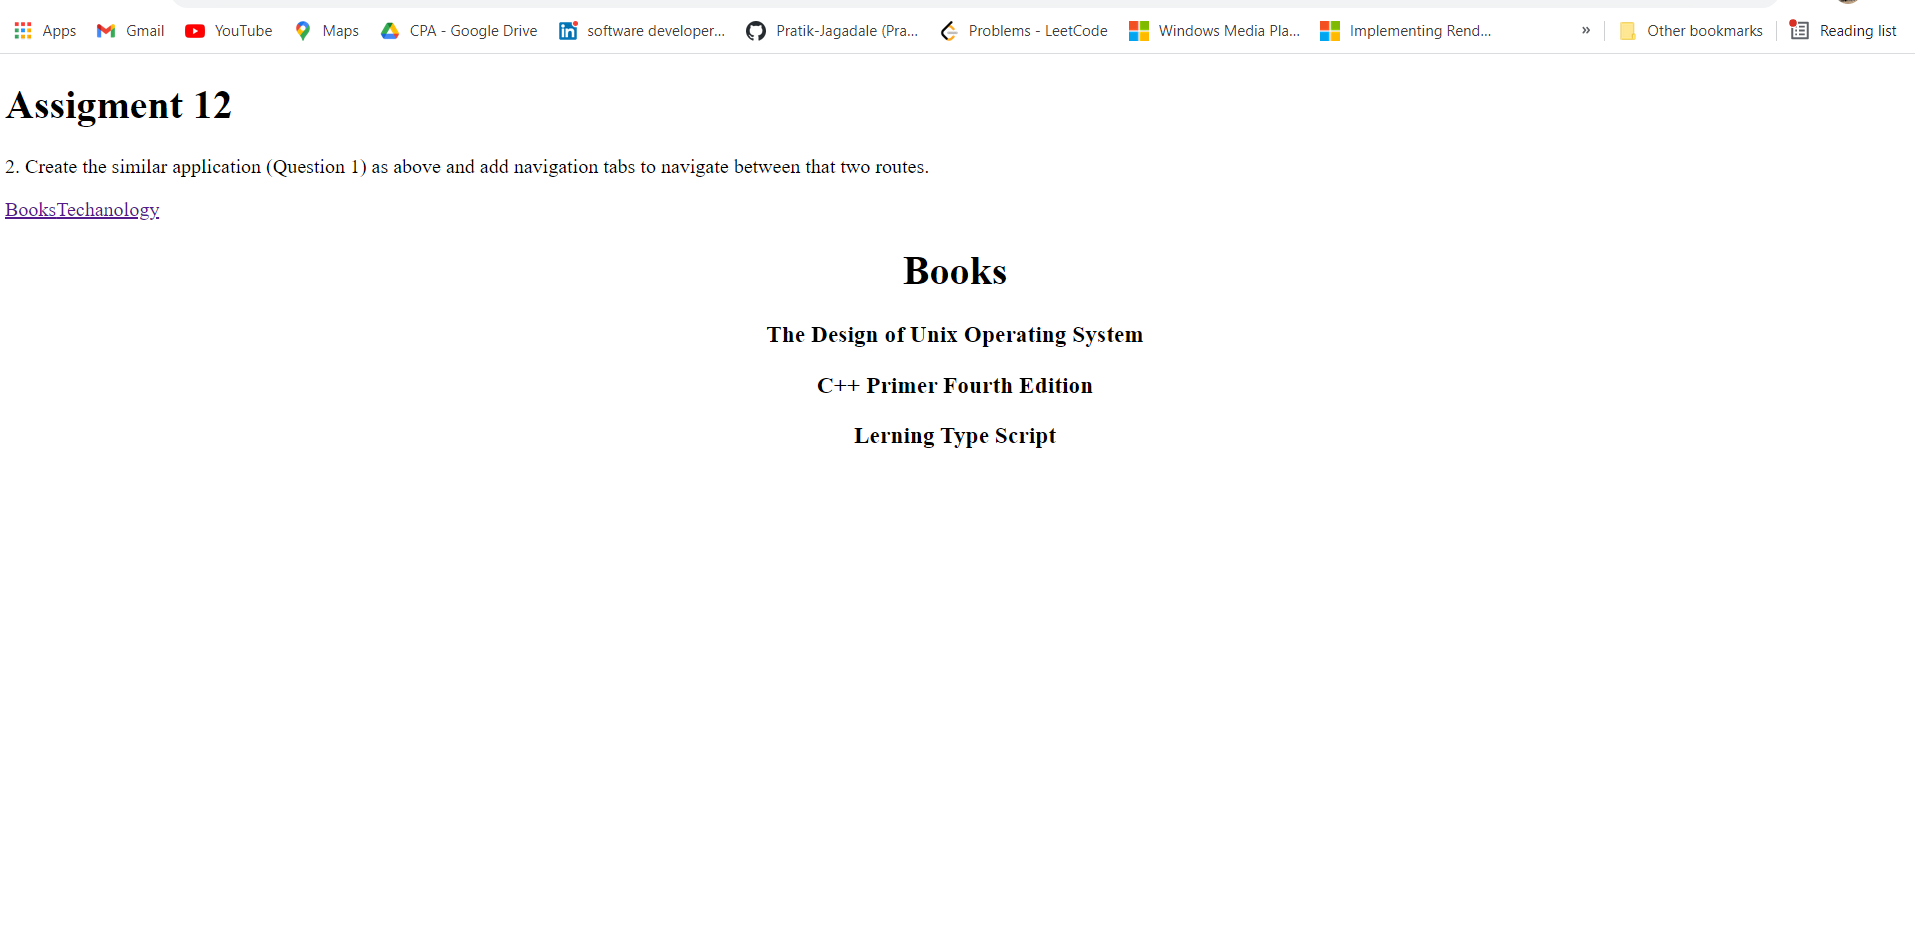 Apps Gmail YouTube Maps CPA - Google Drive software developer... Pratik-Jagadale (Pra... Problems - LeetCode Windows Media Pla... Implementing Rend... » Other bookmarks Reading list
Assigment 12
2. Create the similar application (Question 1) as above and add navigation tabs to navigate between that two routes.
BooksTechanology
Books
The Design of Unix Operating System
C++ Primer Fourth Edition
Lerning Type Script